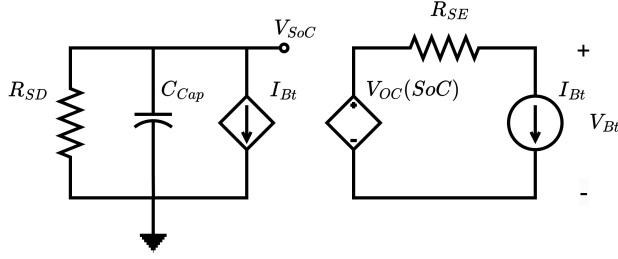 V_SoC
R_SE
R_SD
C_Cap
I_Bt
V_OC(SoC)
I_Bt
V_Bt
+
-
+
-